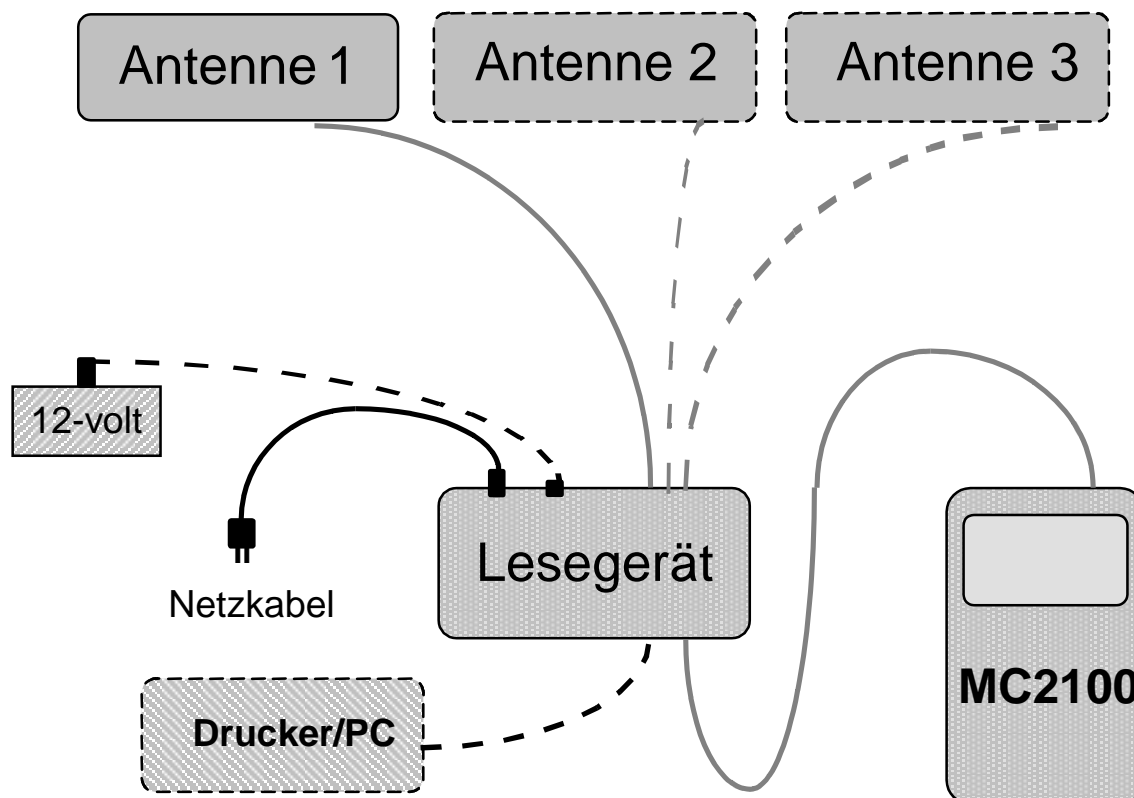 Antenne 1
Antenne 2
Antenne 3
12-volt
Netzkabel
Lesegerät
Drucker/PC
MC2100